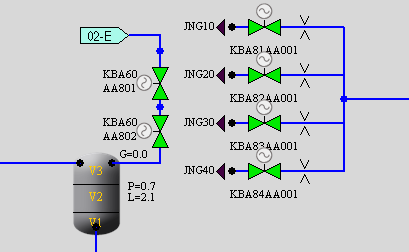 JNG10
02-E
KBA81AA001
KBA60
AA801
JNG20
KBA82AA001
KBA60
AA802
JNG30
KBA83AA001
G=0.0
V3
JNG40
P=0.7
L=2.1
V2
KBA84AA001
V1